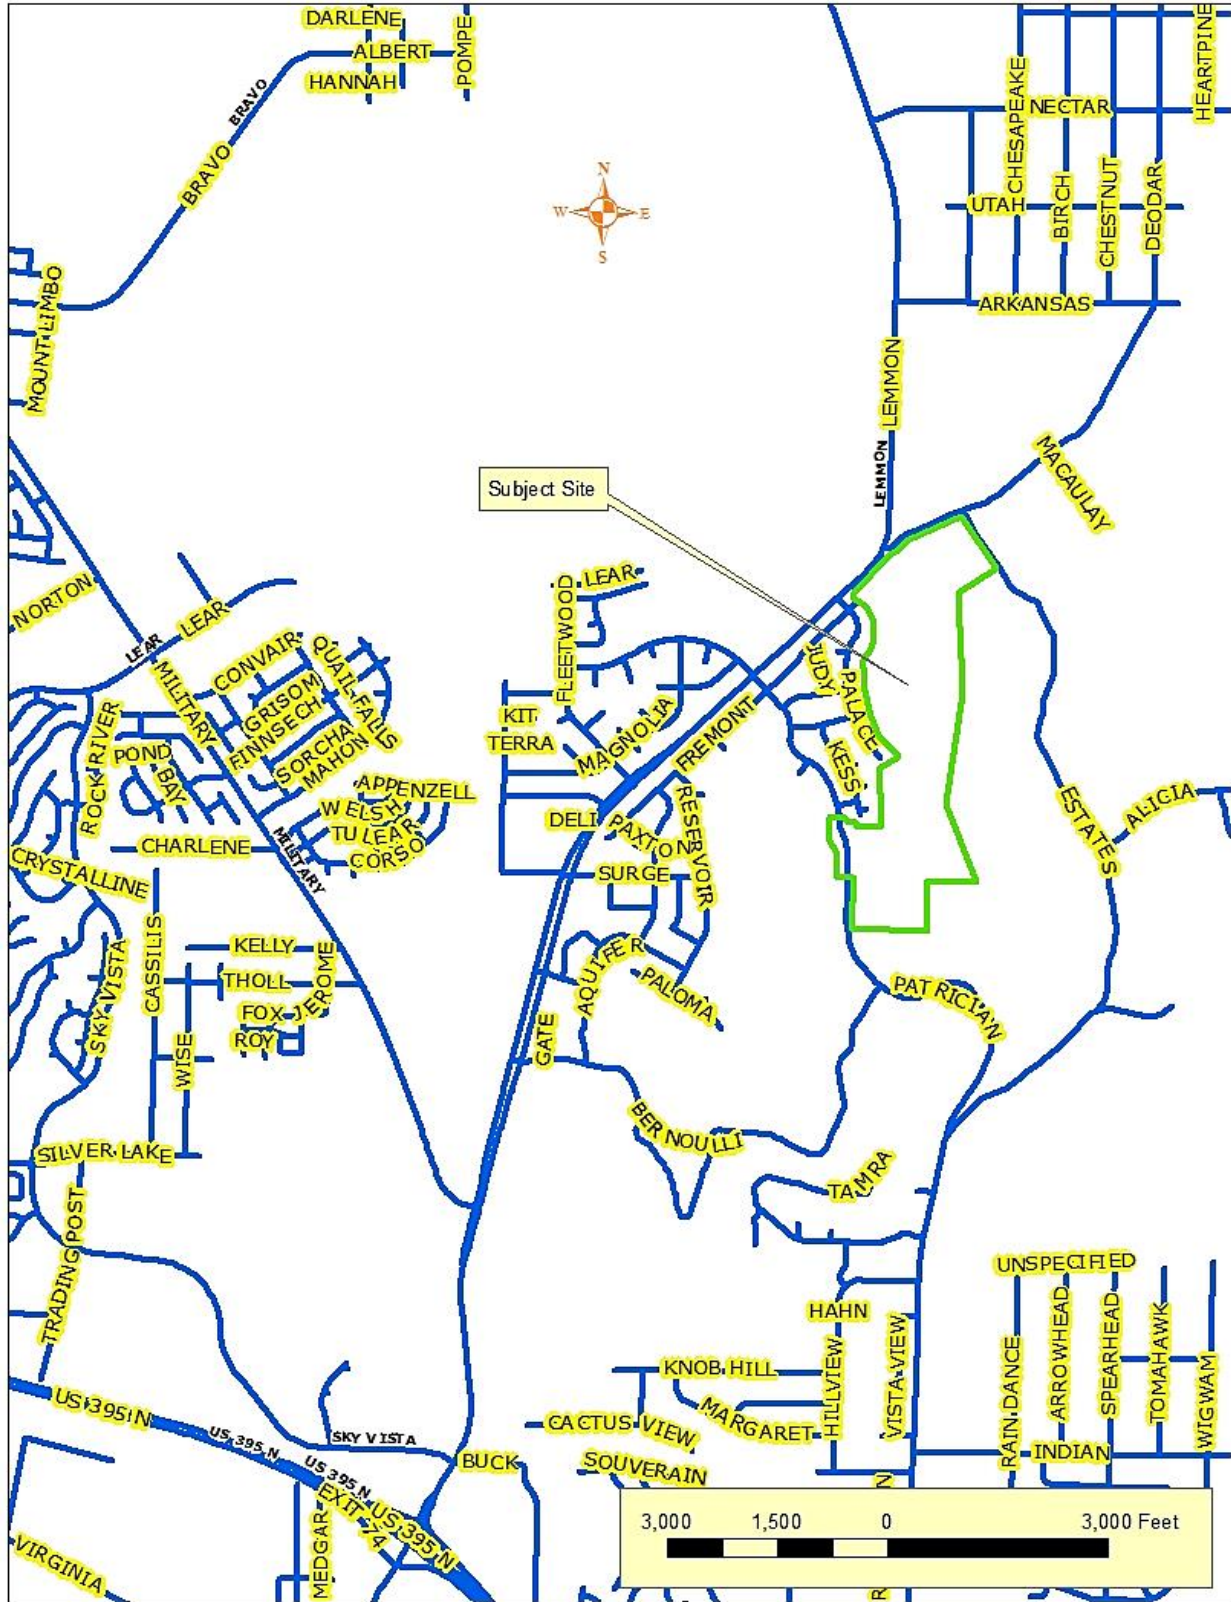 DARLENE
ALBERT
HANNAH
POMPE
BRAVO
BRAVO
HEARTPINE
CHESAPEAKE
NECTAR
UTAH
BIRCH
CHESTNUT
DEODAR
ARKANSAS
N
W
E
S
MOUNT LIMBO
LEMMON
LEMMON
MACAULAY
Subject Site
NORTON
LEAR
LEAR
LEAR
FLEETWOOD
MILITARY
CONVAIR
QUAIL FALLS
GRISOM
FINNSECH
SORCHA
MAHON
ROCK RIVER
POND
BAY
KIT
TERRA
MAGNOLIA
FREMONT
JUDY
PALACE
KESS
APPENZELL
WELSH
TULEAR
CORSO
DELI
PAXTON
RESERVOIR
SURGE
ESTATES
ALICIA
CHARLENE
MILITARY
CRYSTALLINE
CASSILIS
KELLY
THOLL
JEROME
FOX
ROY
SKY VISTA
WISE
AQUIFER
PALOMA
GATE
PATRICIAN
BERNOULLI
TAMRA
SILVER LAKE
TRADING POST
UNSPECIFIED
HAHN
HILLVIEW
VISTA VIEW
RAIN DANCE
ARROWHEAD
SPEARHEAD
TOMAHAWK
WIGWAM
KNOB HILL
MARGARET
CACTUS VIEW
INDIAN
SOUVERAIN
US 395 N
US 395 N
US 395 N
US 395 N
SKY VISTA
BUCK
EXIT 74
MEDGAR
VIRGINIA
N
R
3,000 1,500 0 3,000 Feet